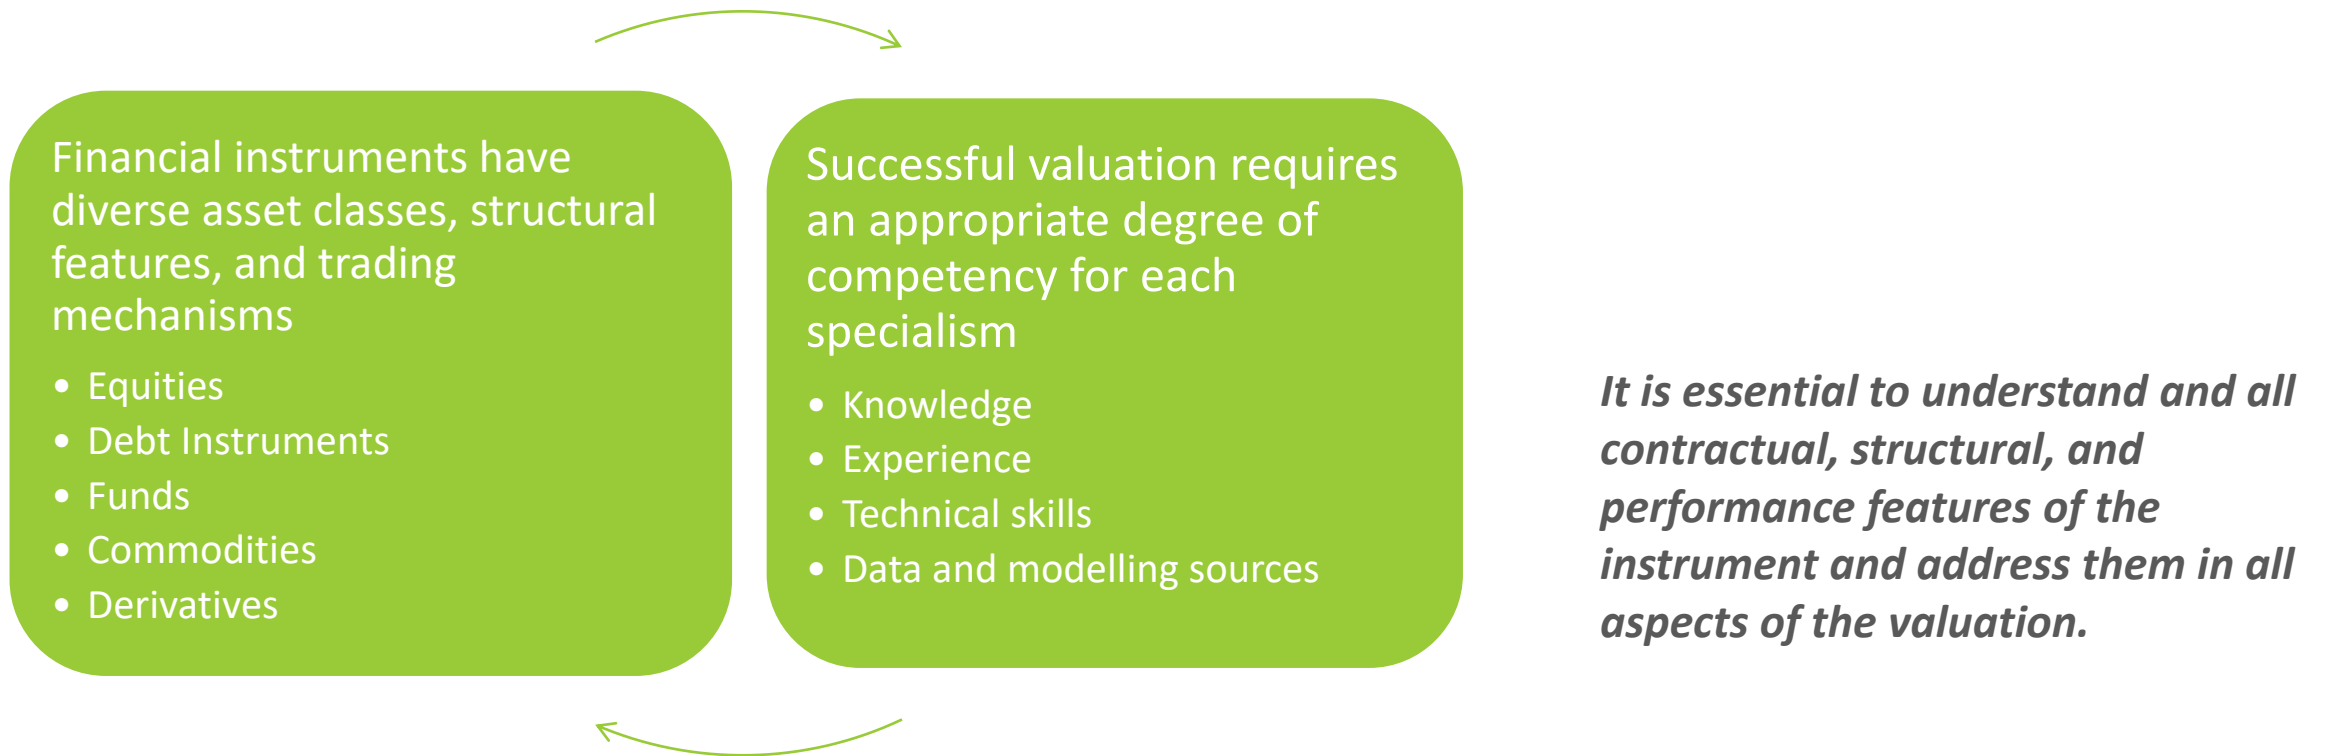 Financial instruments have
diverse asset classes, structural
features, and trading
mechanisms
• Equities
• Debt Instruments
• Funds
• Commodities
• Derivatives
Successful valuation requires
an appropriate degree of
competency for each
specialism
• Knowledge
• Experience
• Technical skills
• Data and modelling sources
It is essential to understand and all
contractual, structural, and
performance features of the
instrument and address them in all
aspects of the valuation.